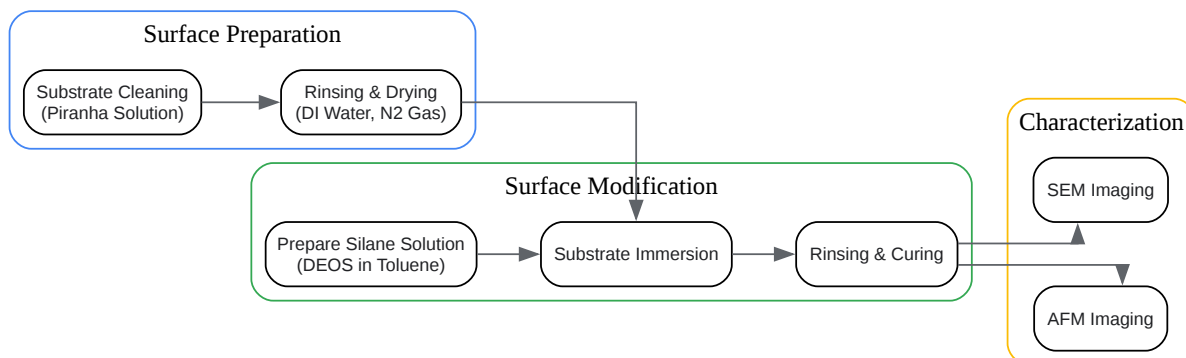 Surface Preparation
Substrate Cleaning
(Piranha Solution)
Rinsing & Drying
(DI Water, N2 Gas)
Surface Modification
Prepare Silane Solution
(DEOS in Toluene)
Substrate Immersion
Rinsing & Curing
Characterization
SEM Imaging
AFM Imaging